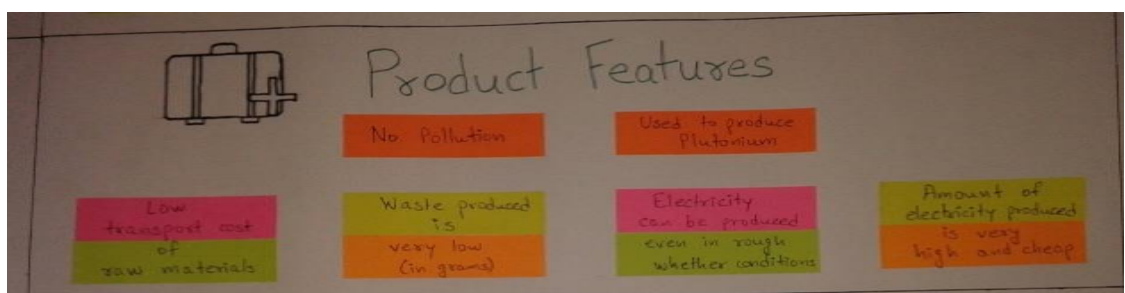 Product Features
No Pollution
Used to produce
Plutonium
Low
transport cost
of
raw materials
Waste produced
is
very low
(in grams)
Electricity
can be produced
even in rough
whether conditions
Amount of
electricity produced
is very
high and cheap